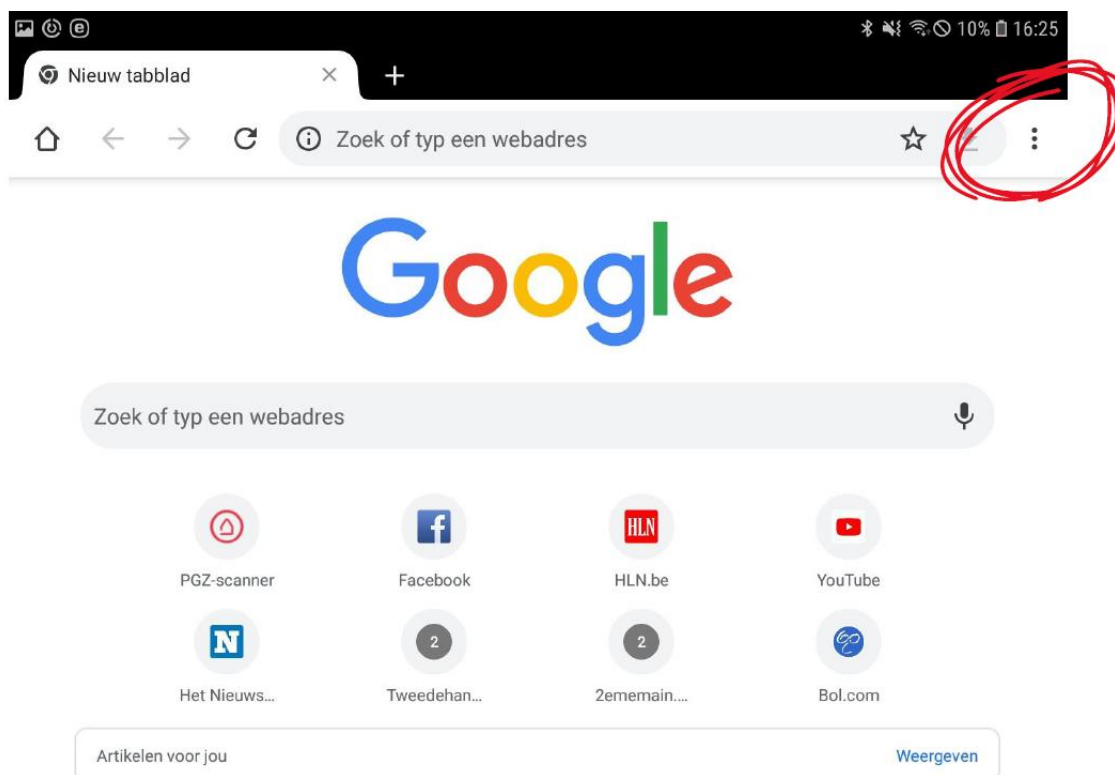 10% 16:25
Nieuw tabblad
Zoek of typ een webadres
Google
Zoek of typ een webadres
HLN
PGZ-scanner Facebook HLN.be YouTube
N 2 2
Het Nieuws... Tweedehan... 2ememain.... Bol.com
Artikelen voor jou Weergeven